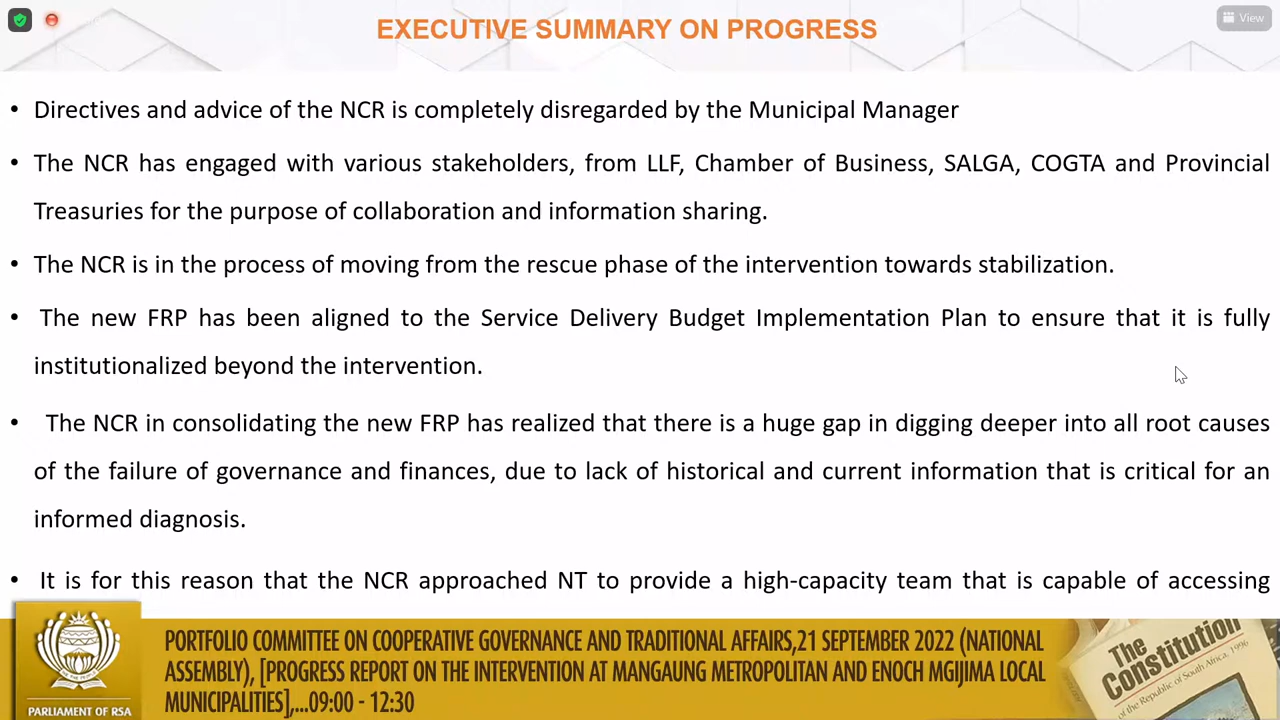 View
EXECUTIVE SUMMARY ON PROGRESS
• Directives and advice of the NCR is completely disregarded by the Municipal Manager
• The NCR has engaged with various stakeholders, from LLF, Chamber of Business, SALGA, COGTA and Provincial
Treasuries for the purpose of collaboration and information sharing.
• The NCR is in the process of moving from the rescue phase of the intervention towards stabilization.
• The new FRP has been aligned to the Service Delivery Budget Implementation Plan to ensure that it is fully
institutionalized beyond the intervention.
• The NCR in consolidating the new FRP has realized that there is a huge gap in digging deeper into all root causes
of the failure of governance and finances, due to lack of historical and current information that is critical for an
informed diagnosis.
• It is for this reason that the NCR approached NT to provide a high-capacity team that is capable of accessing
PORTFOLIO COMMITTEE ON COOPERATIVE GOVERNANCE AND TRADITIONAL AFFAIRS,21 SEPTEMBER 2022 (NATIONAL
ASSEMBLY), [PROGRESS REPORT ON THE INTERVENTION AT MANGAUNG METROPOLITAN AND ENOCH MGIJIMA LOCAL
MUNICIPALITIES],...09:00 - 12:30
PARLIAMENT OF RSA
The
Constitution
of the Republic of South Africa, 1996